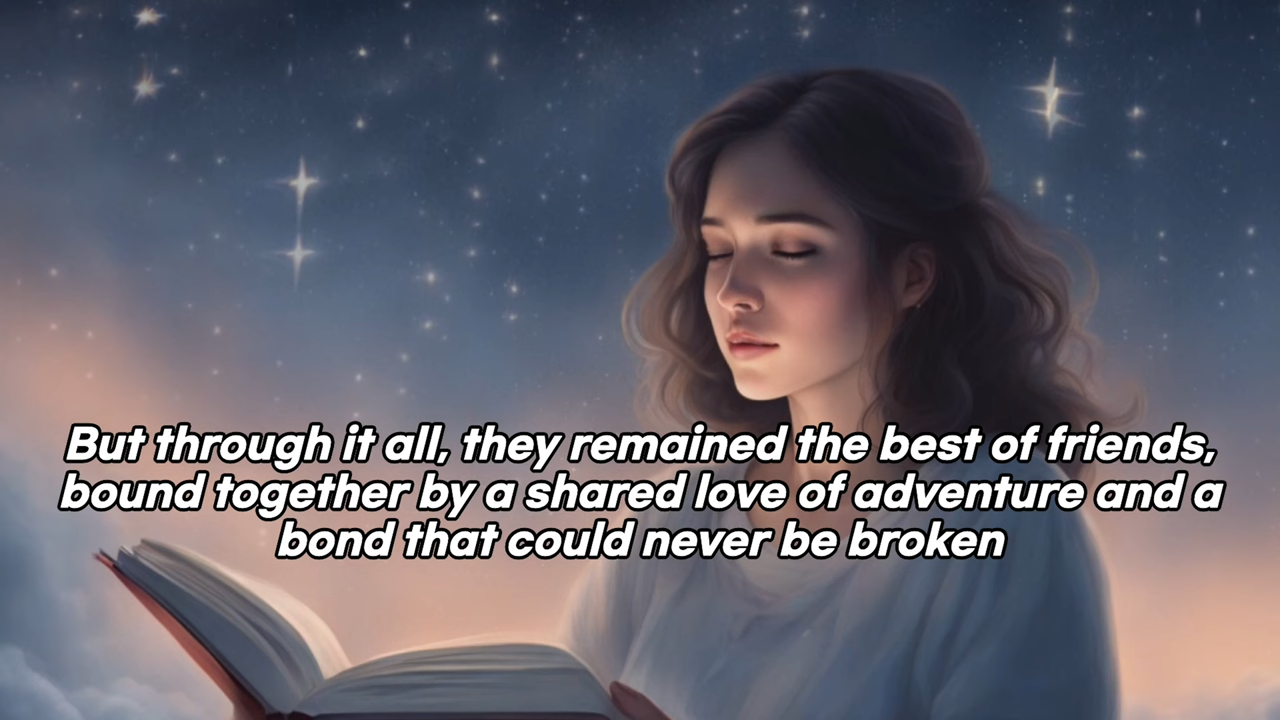 But through it all, they remained the best of friends,
bound together by a shared love of adventure and a
bond that could never be broken